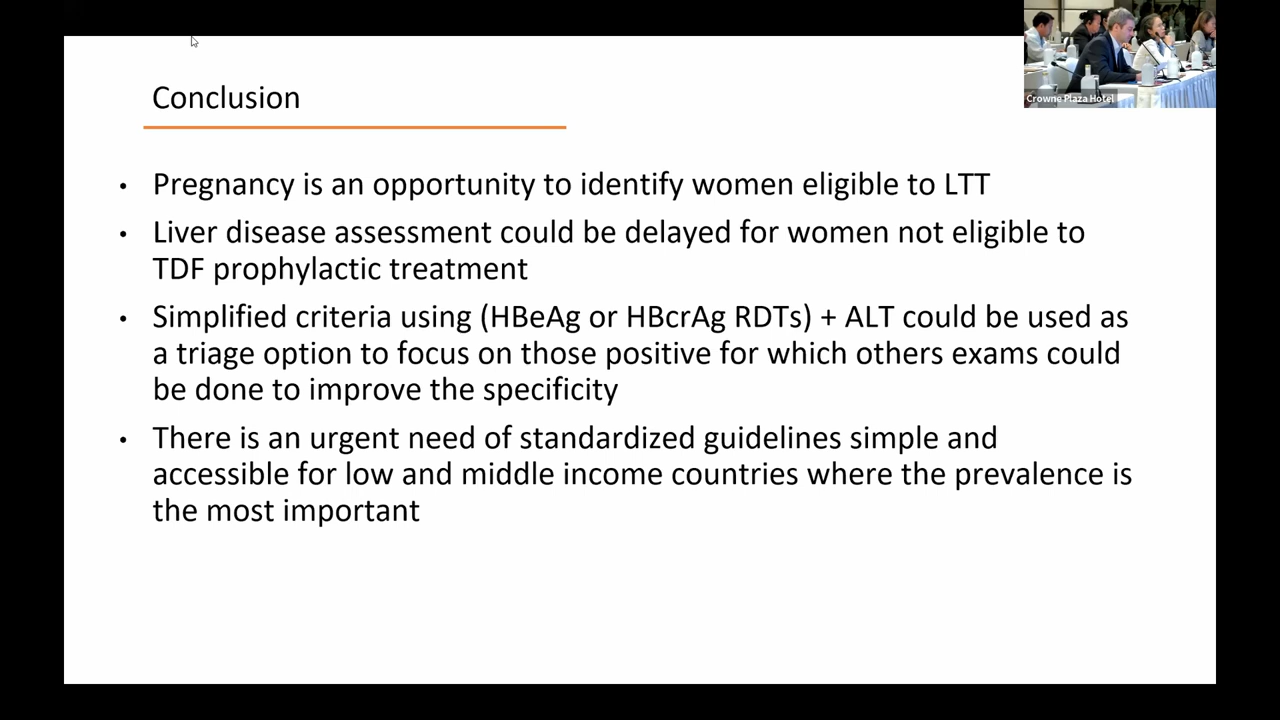 Crowne Plaza Hotel
Conclusion
• Pregnancy is an opportunity to identify women eligible to LTT
• Liver disease assessment could be delayed for women not eligible to
TDF prophylactic treatment
• Simplified criteria using (HBeAg or HBcrAg RDTs) + ALT could be used as
a triage option to focus on those positive for which others exams could
be done to improve the specificity
• There is an urgent need of standardized guidelines simple and
accessible for low and middle income countries where the prevalence is
the most important